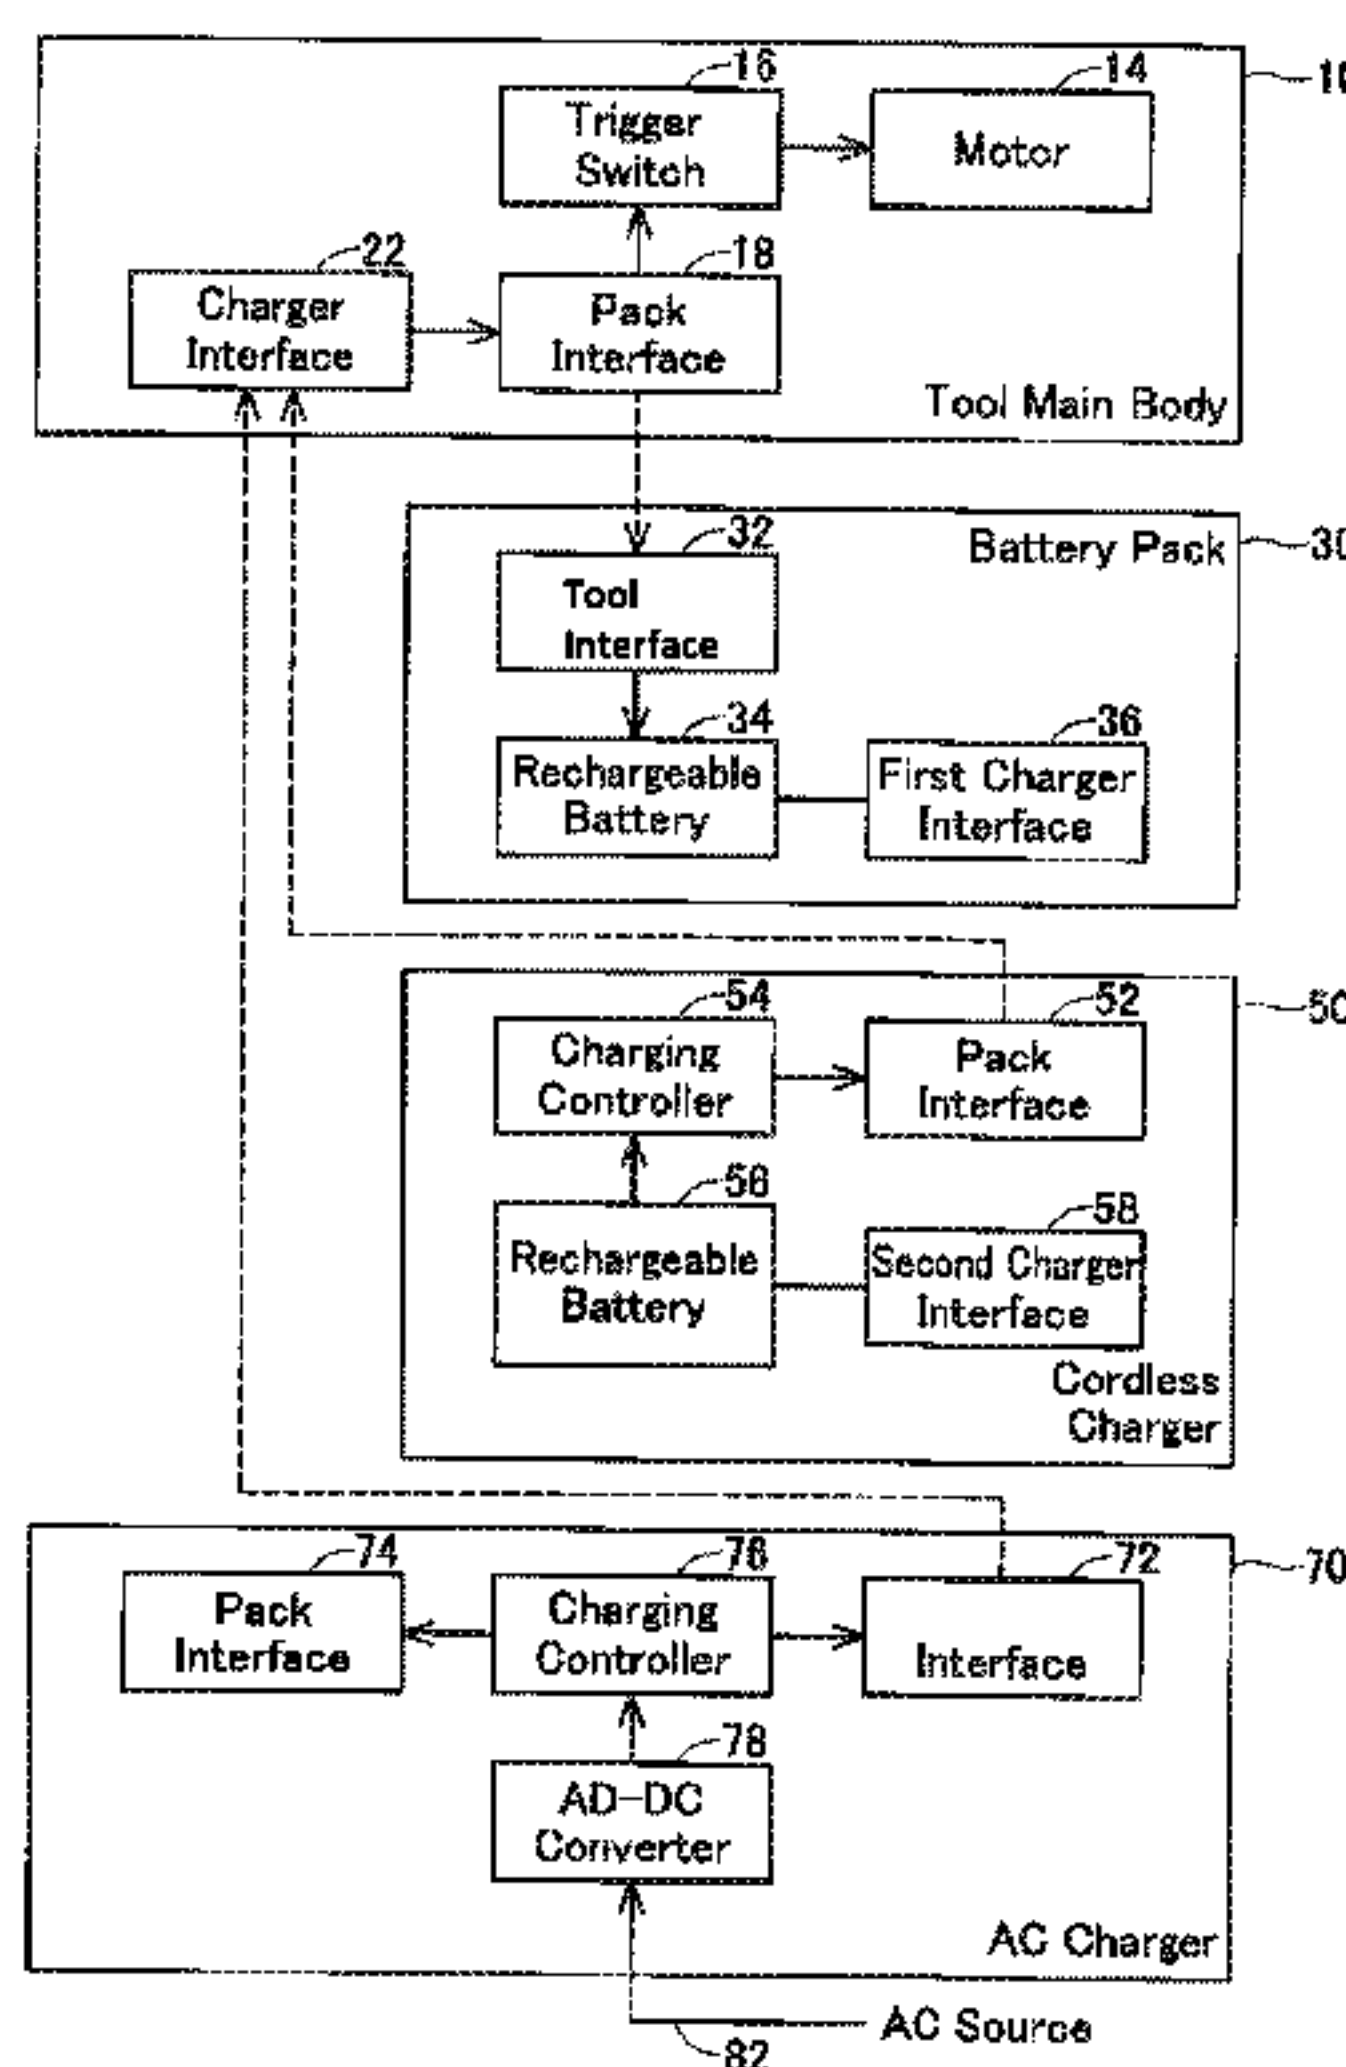 16
14
10
Trigger
Switch
Motor
22
18
Charger
Interface
Pack
Interface
Tool Main Body
32
Battery Pack
30
Tool
Interface
34
36
Rechargeable
Battery
First Charger
Interface
54
52
50
Charging
Controller
Pack
Interface
56
58
Rechargeable
Battery
Second Charger
Interface
Cordless
Charger
74
76
72
70
Pack
Interface
Charging
Controller
Interface
78
AD-DC
Converter
AC Charger
AC Source
82